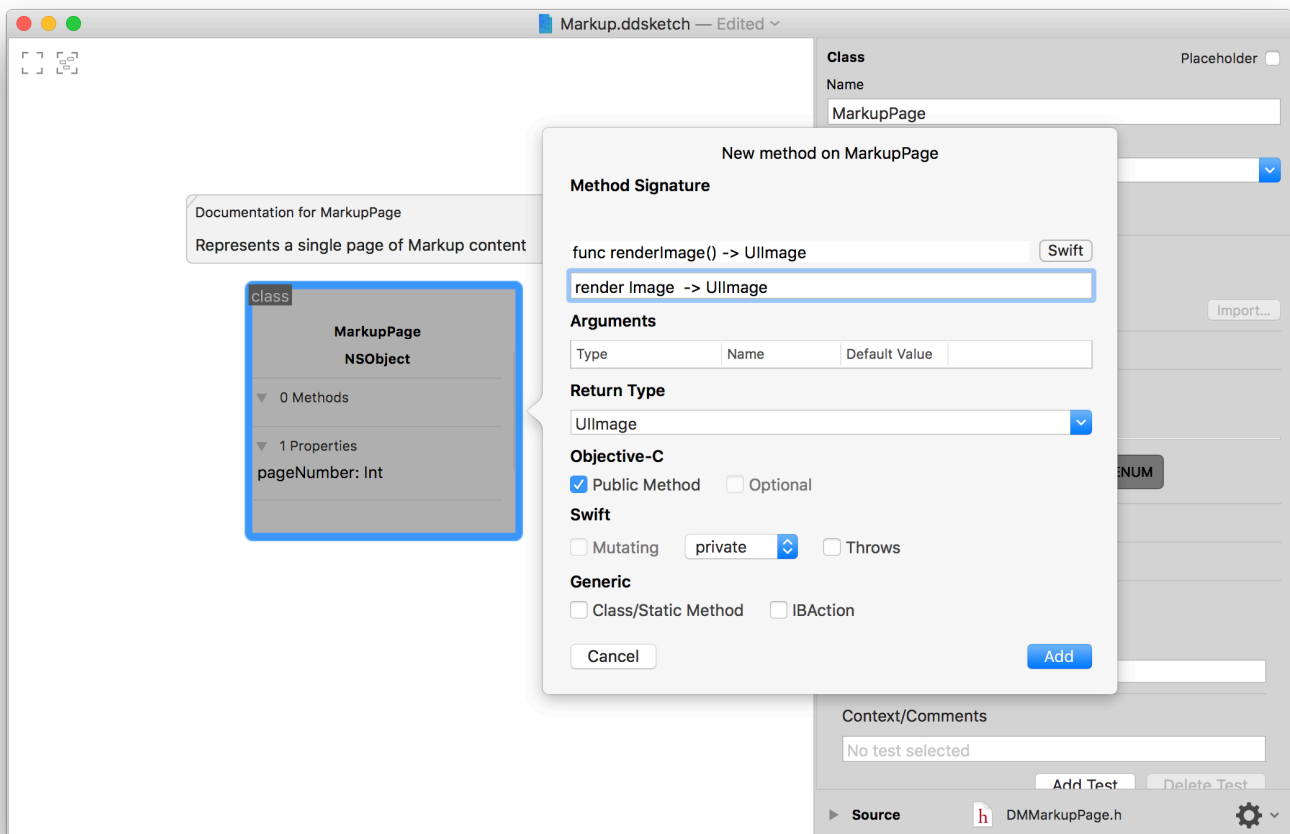 Markup.ddsketch — Edited
Class
Placeholder
Name
MarkupPage
Documentation for MarkupPage
Represents a single page of Markup content
class
MarkupPage
NSObject
0 Methods
1 Properties
pageNumber: Int
New method on MarkupPage
Method Signature
func renderImage() -> UIImage
Swift
render Image -> UIImage
Arguments
Type Name Default Value
Return Type
UIImage
Objective-C
Public Method Optional
Swift
Mutating private Throws
Generic
Class/Static Method IBAction
Cancel Add
Import...
ENUM
Context/Comments
No test selected
Add Test Delete Test
Source h DMMarkupPage.h